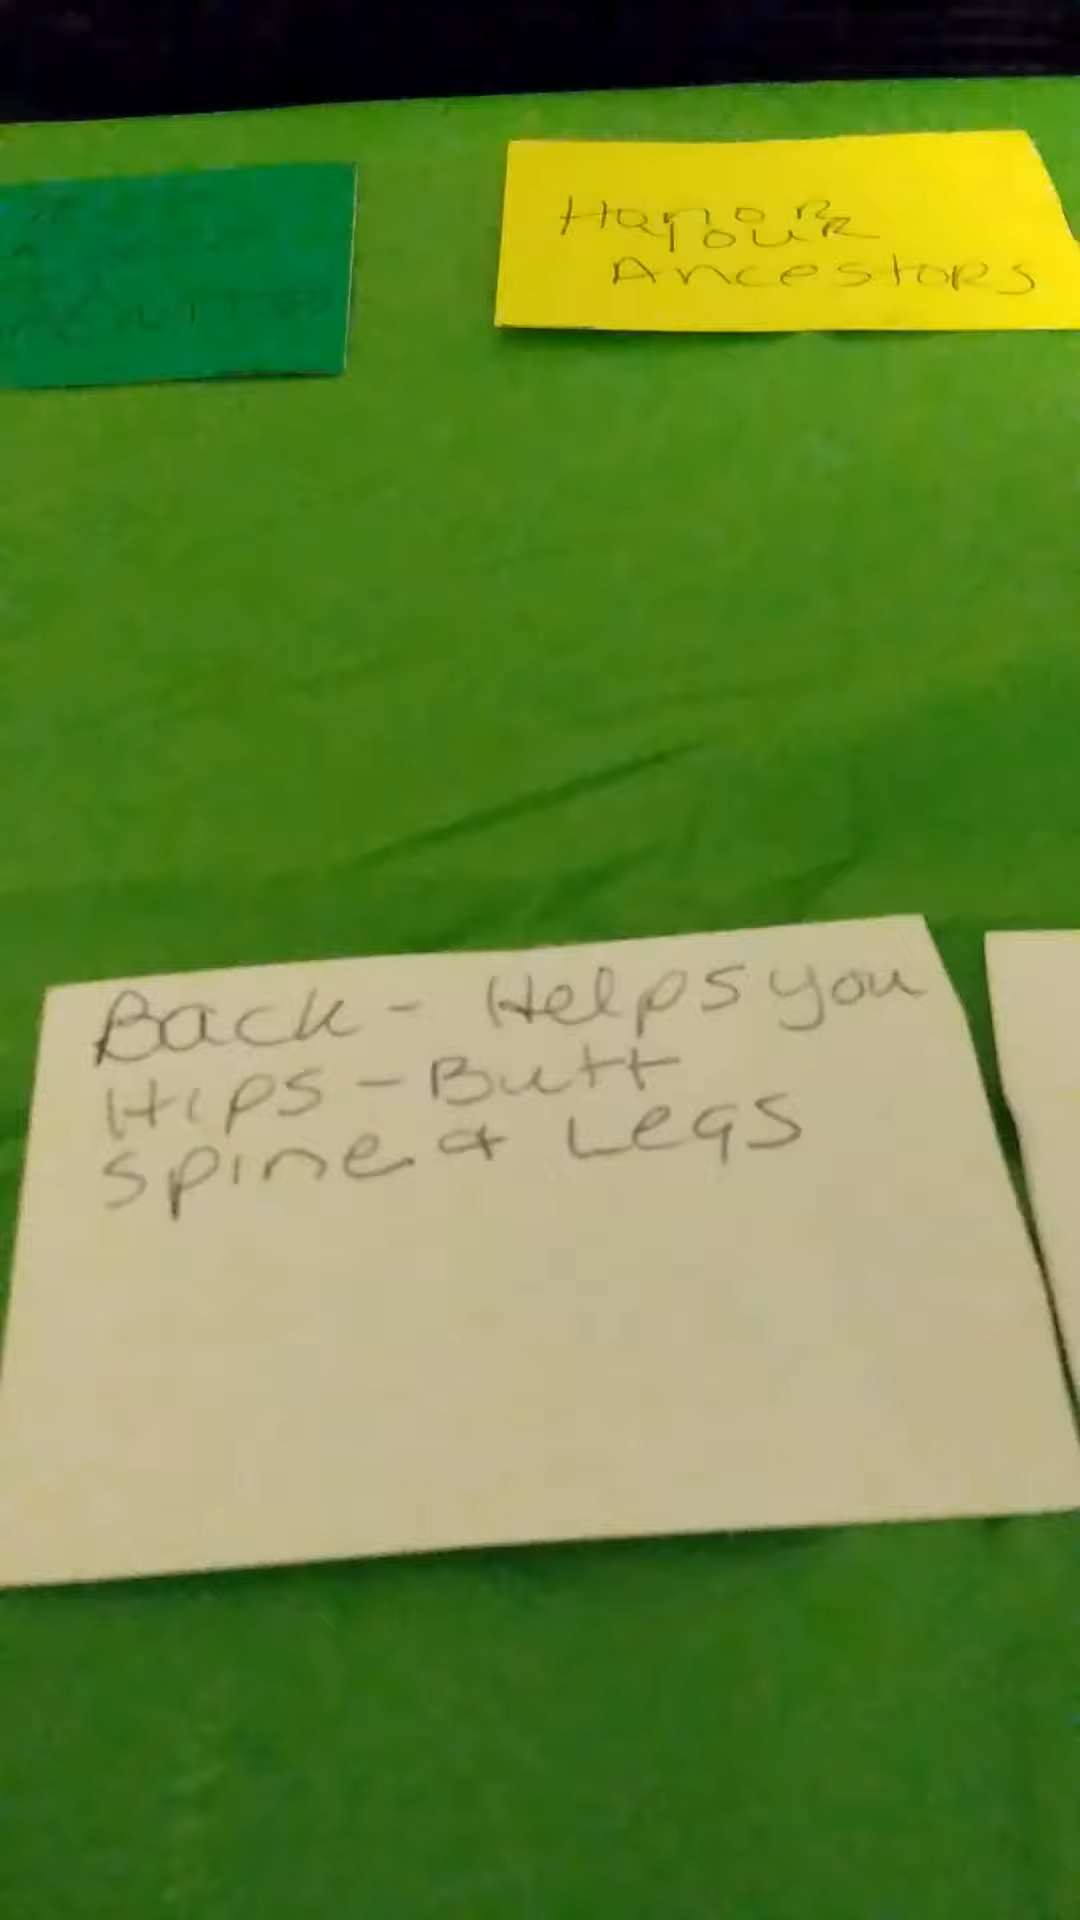 Honor
Your
Ancestors
Back - Helps you
Hips - Butt
Spine & Legs